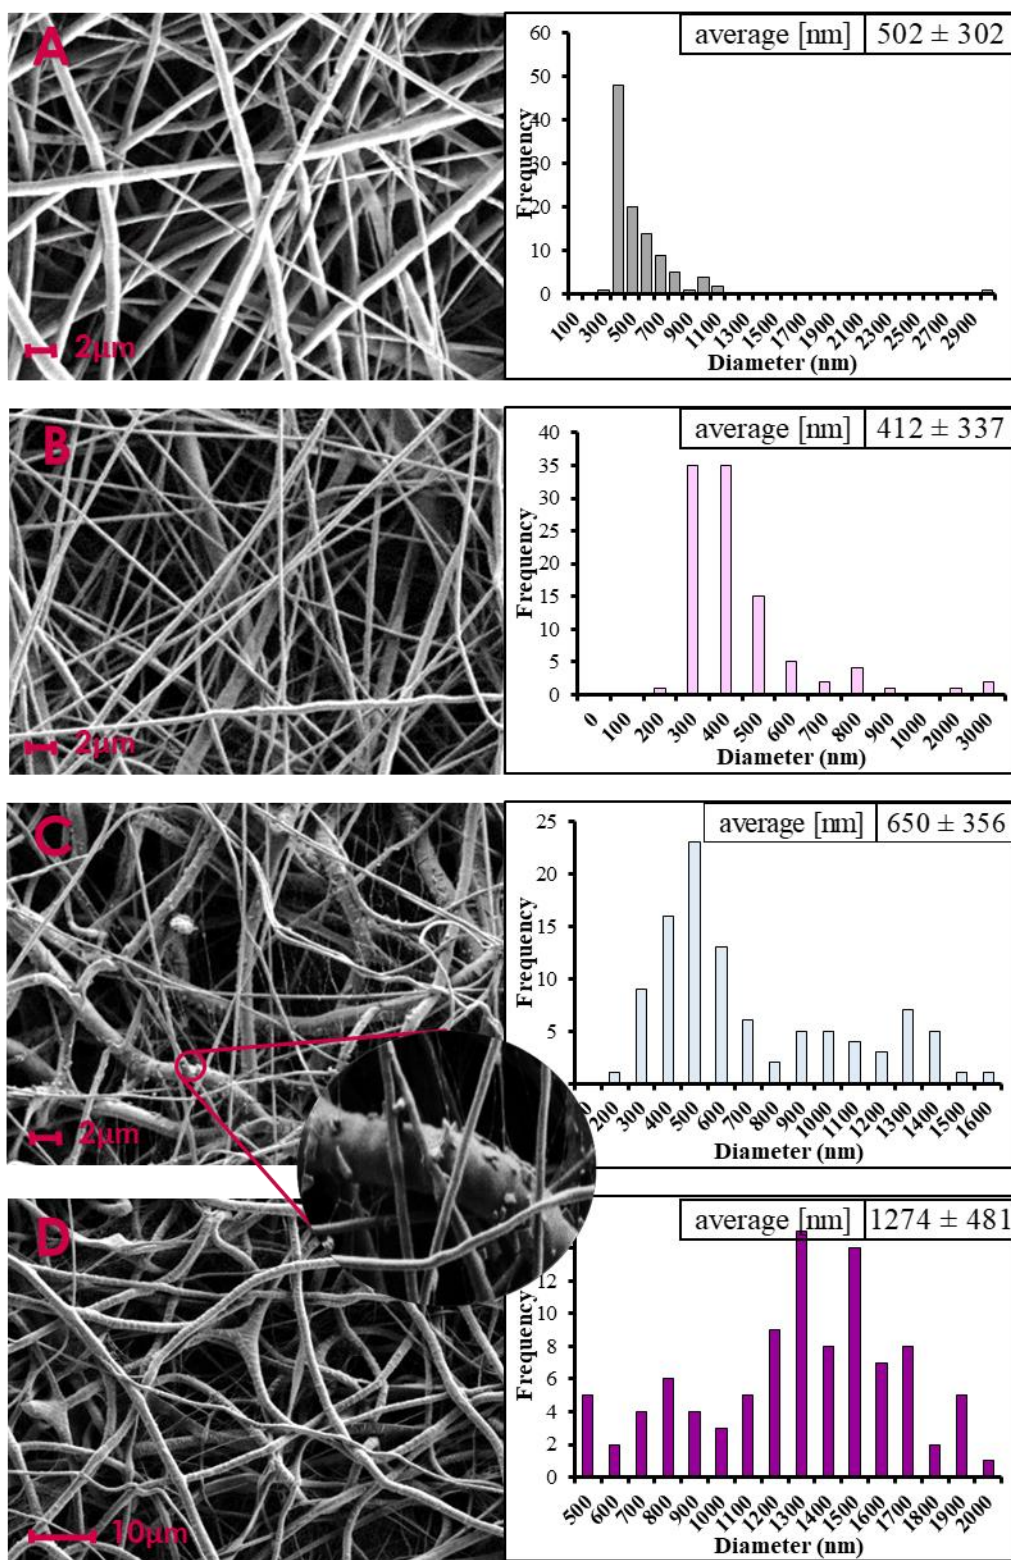 A
2μm
average [nm] 502 ± 302
60
50
40
30
20
10
0
Frequency
100 300 500 700 900 1100 1300 1500 1700 1900 2100 2300 2500 2700 2900
Diameter (nm)
B
2μm
average [nm] 412 ± 337
40
35
30
25
20
15
10
5
0
Frequency
0 100 200 300 400 500 600 700 800 900 1000 2000 3000
Diameter (nm)
C
2μm
average [nm] 650 ± 356
25
20
15
10
5
Frequency
200 300 400 500 600 700 800 900 1000 1100 1200 1300 1400 1500 1600
Diameter (nm)
D
10μm
average [nm] 1274 ± 481
12
10
8
6
4
2
0
Frequency
500 600 700 800 900 1000 1100 1200 1300 1400 1500 1600 1700 1800 1900 2000
Diameter (nm)